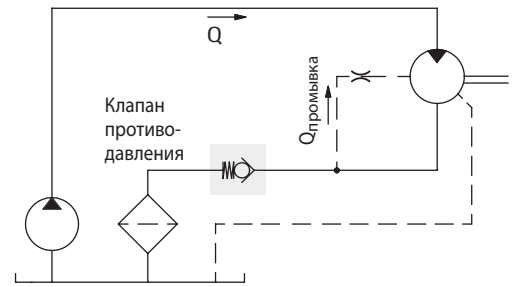 Q
Клапан
противо-
давления
Qпромывка